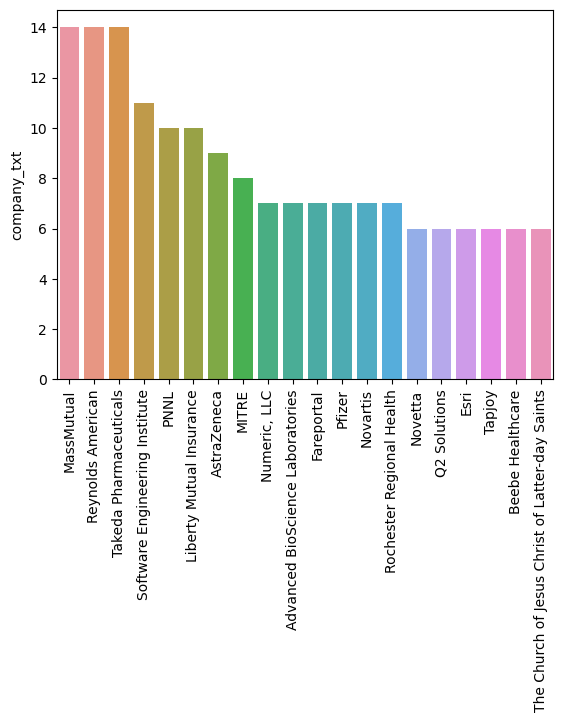 14
12
10
8
6
4
2
0
company_txt
MassMutual
Reynolds American
Takeda Pharmaceuticals
Software Engineering Institute
PNNL
Liberty Mutual Insurance
AstraZeneca
MITRE
Numeric, LLC
Advanced BioScience Laboratories
Fareportal
Pfizer
Novartis
Rochester Regional Health
Novetta
Q2 Solutions
Esri
Tapjoy
Beebe Healthcare
The Church of Jesus Christ of Latter-day Saints